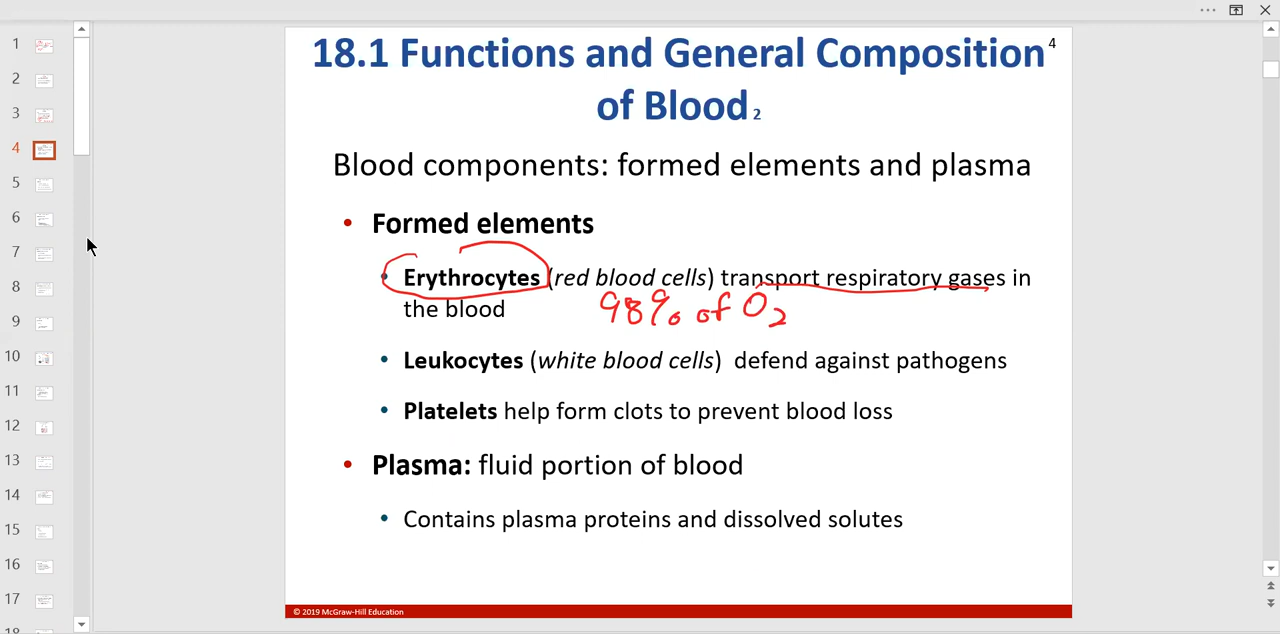 18.1 Functions and General Composition
4
of Blood 2
Blood components: formed elements and plasma
• Formed elements
• Erythrocytes (red blood cells) transport respiratory gases in
the blood
98% of O2
• Leukocytes (white blood cells) defend against pathogens
• Platelets help form clots to prevent blood loss
• Plasma: fluid portion of blood
• Contains plasma proteins and dissolved solutes
© 2019 McGraw-Hill Education
1
2
3
4
5
6
7
8
9
10
11
12
13
14
15
16
17
18